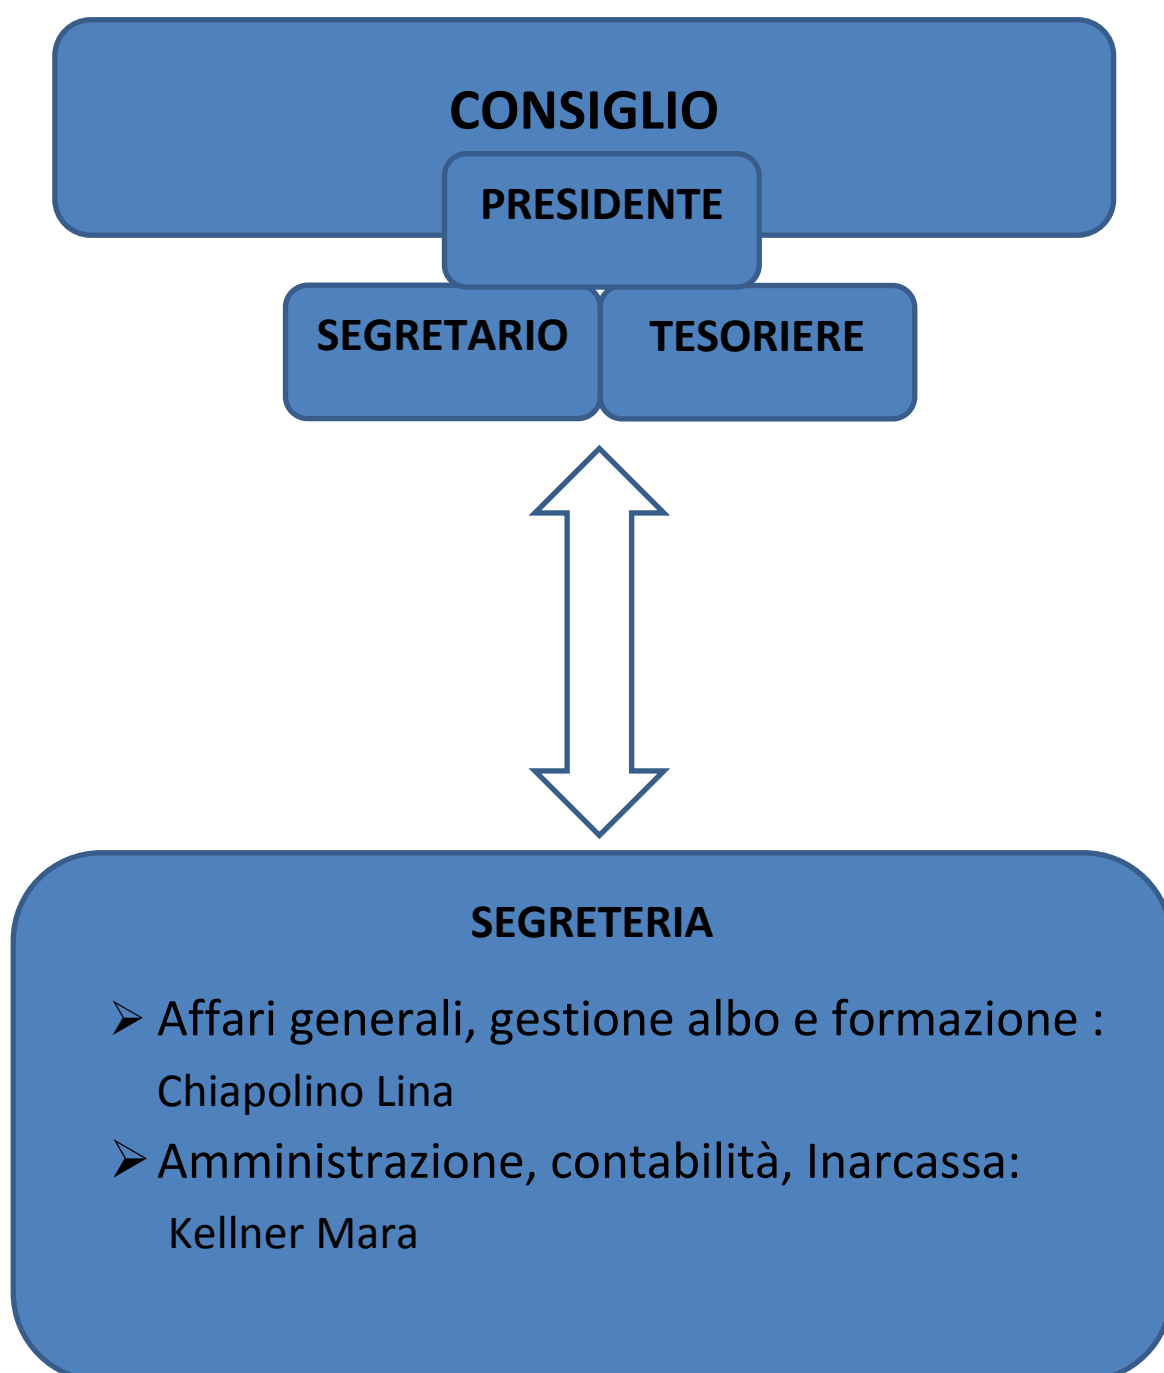 CONSIGLIO
PRESIDENTE
SEGRETARIO
TESORIERE
SEGRETERIA
Affari generali, gestione albo e formazione :
Chiapolino Lina
Amministrazione, contabilità, Inarcassa:
Kellner Mara